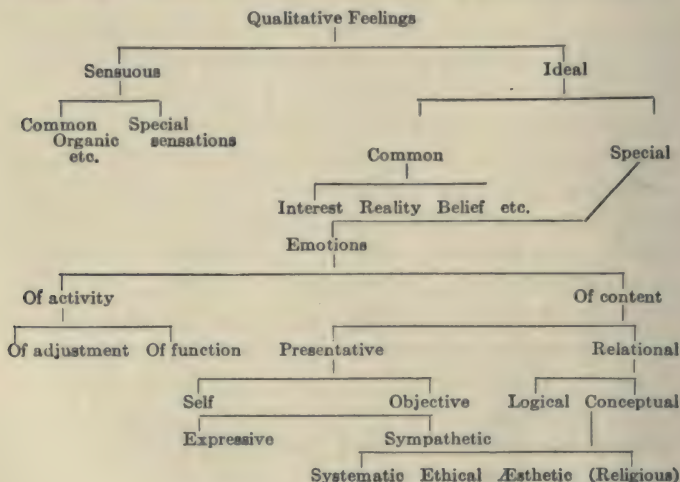 Qualitative Feelings
Sensuous Ideal
Common Special
Organic sensations
etc.
Common Special
Interest Reality Belief etc.
Emotions
Of activity Of content
Of adjustment Of function Presentative Relational
Self Objective Logical Conceptual
Expressive Sympathetic
Systematic Ethical Æsthetic (Religious)